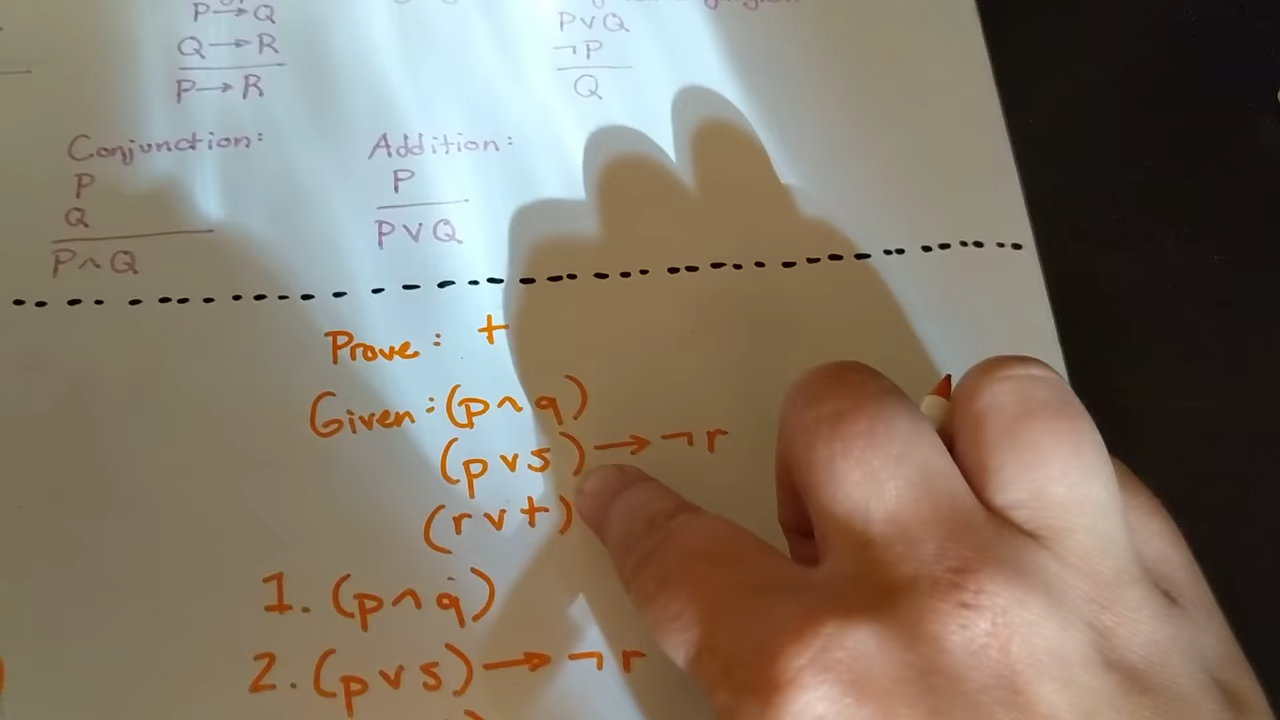 P→Q
P∨Q
Q→R
¬P
P→R
Q
Conjunction:
Addition:
P
P
Q
P∨Q
P∧Q
Prove: t
Given: (p∧q)
(p∨s)→¬r
(r∨t)
1. (p∧q)
2. (p∨s)→¬r